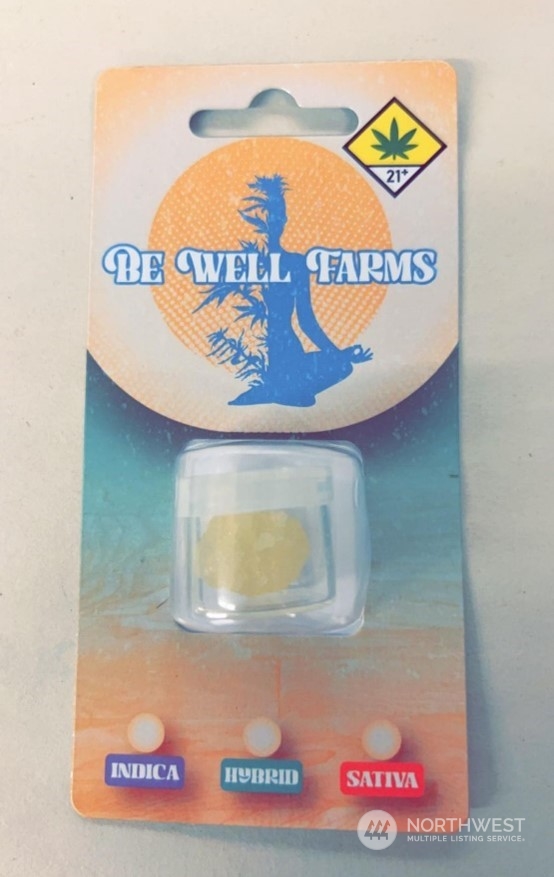 21+
BE WELL FARMS
INDICA
HYBRID
SATIVA
NORTHWEST
MULTIPLE LISTING SERVICE®